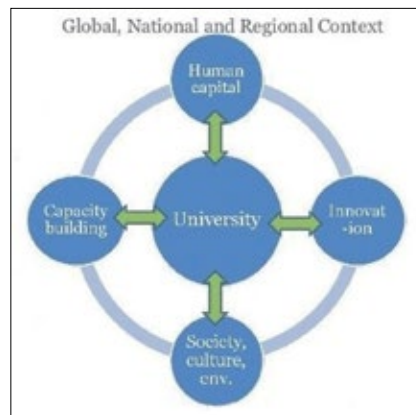 Global, National and Regional Context
Human
capital
Capacity
building
University
Innovat
-ion
Society,
culture,
env.